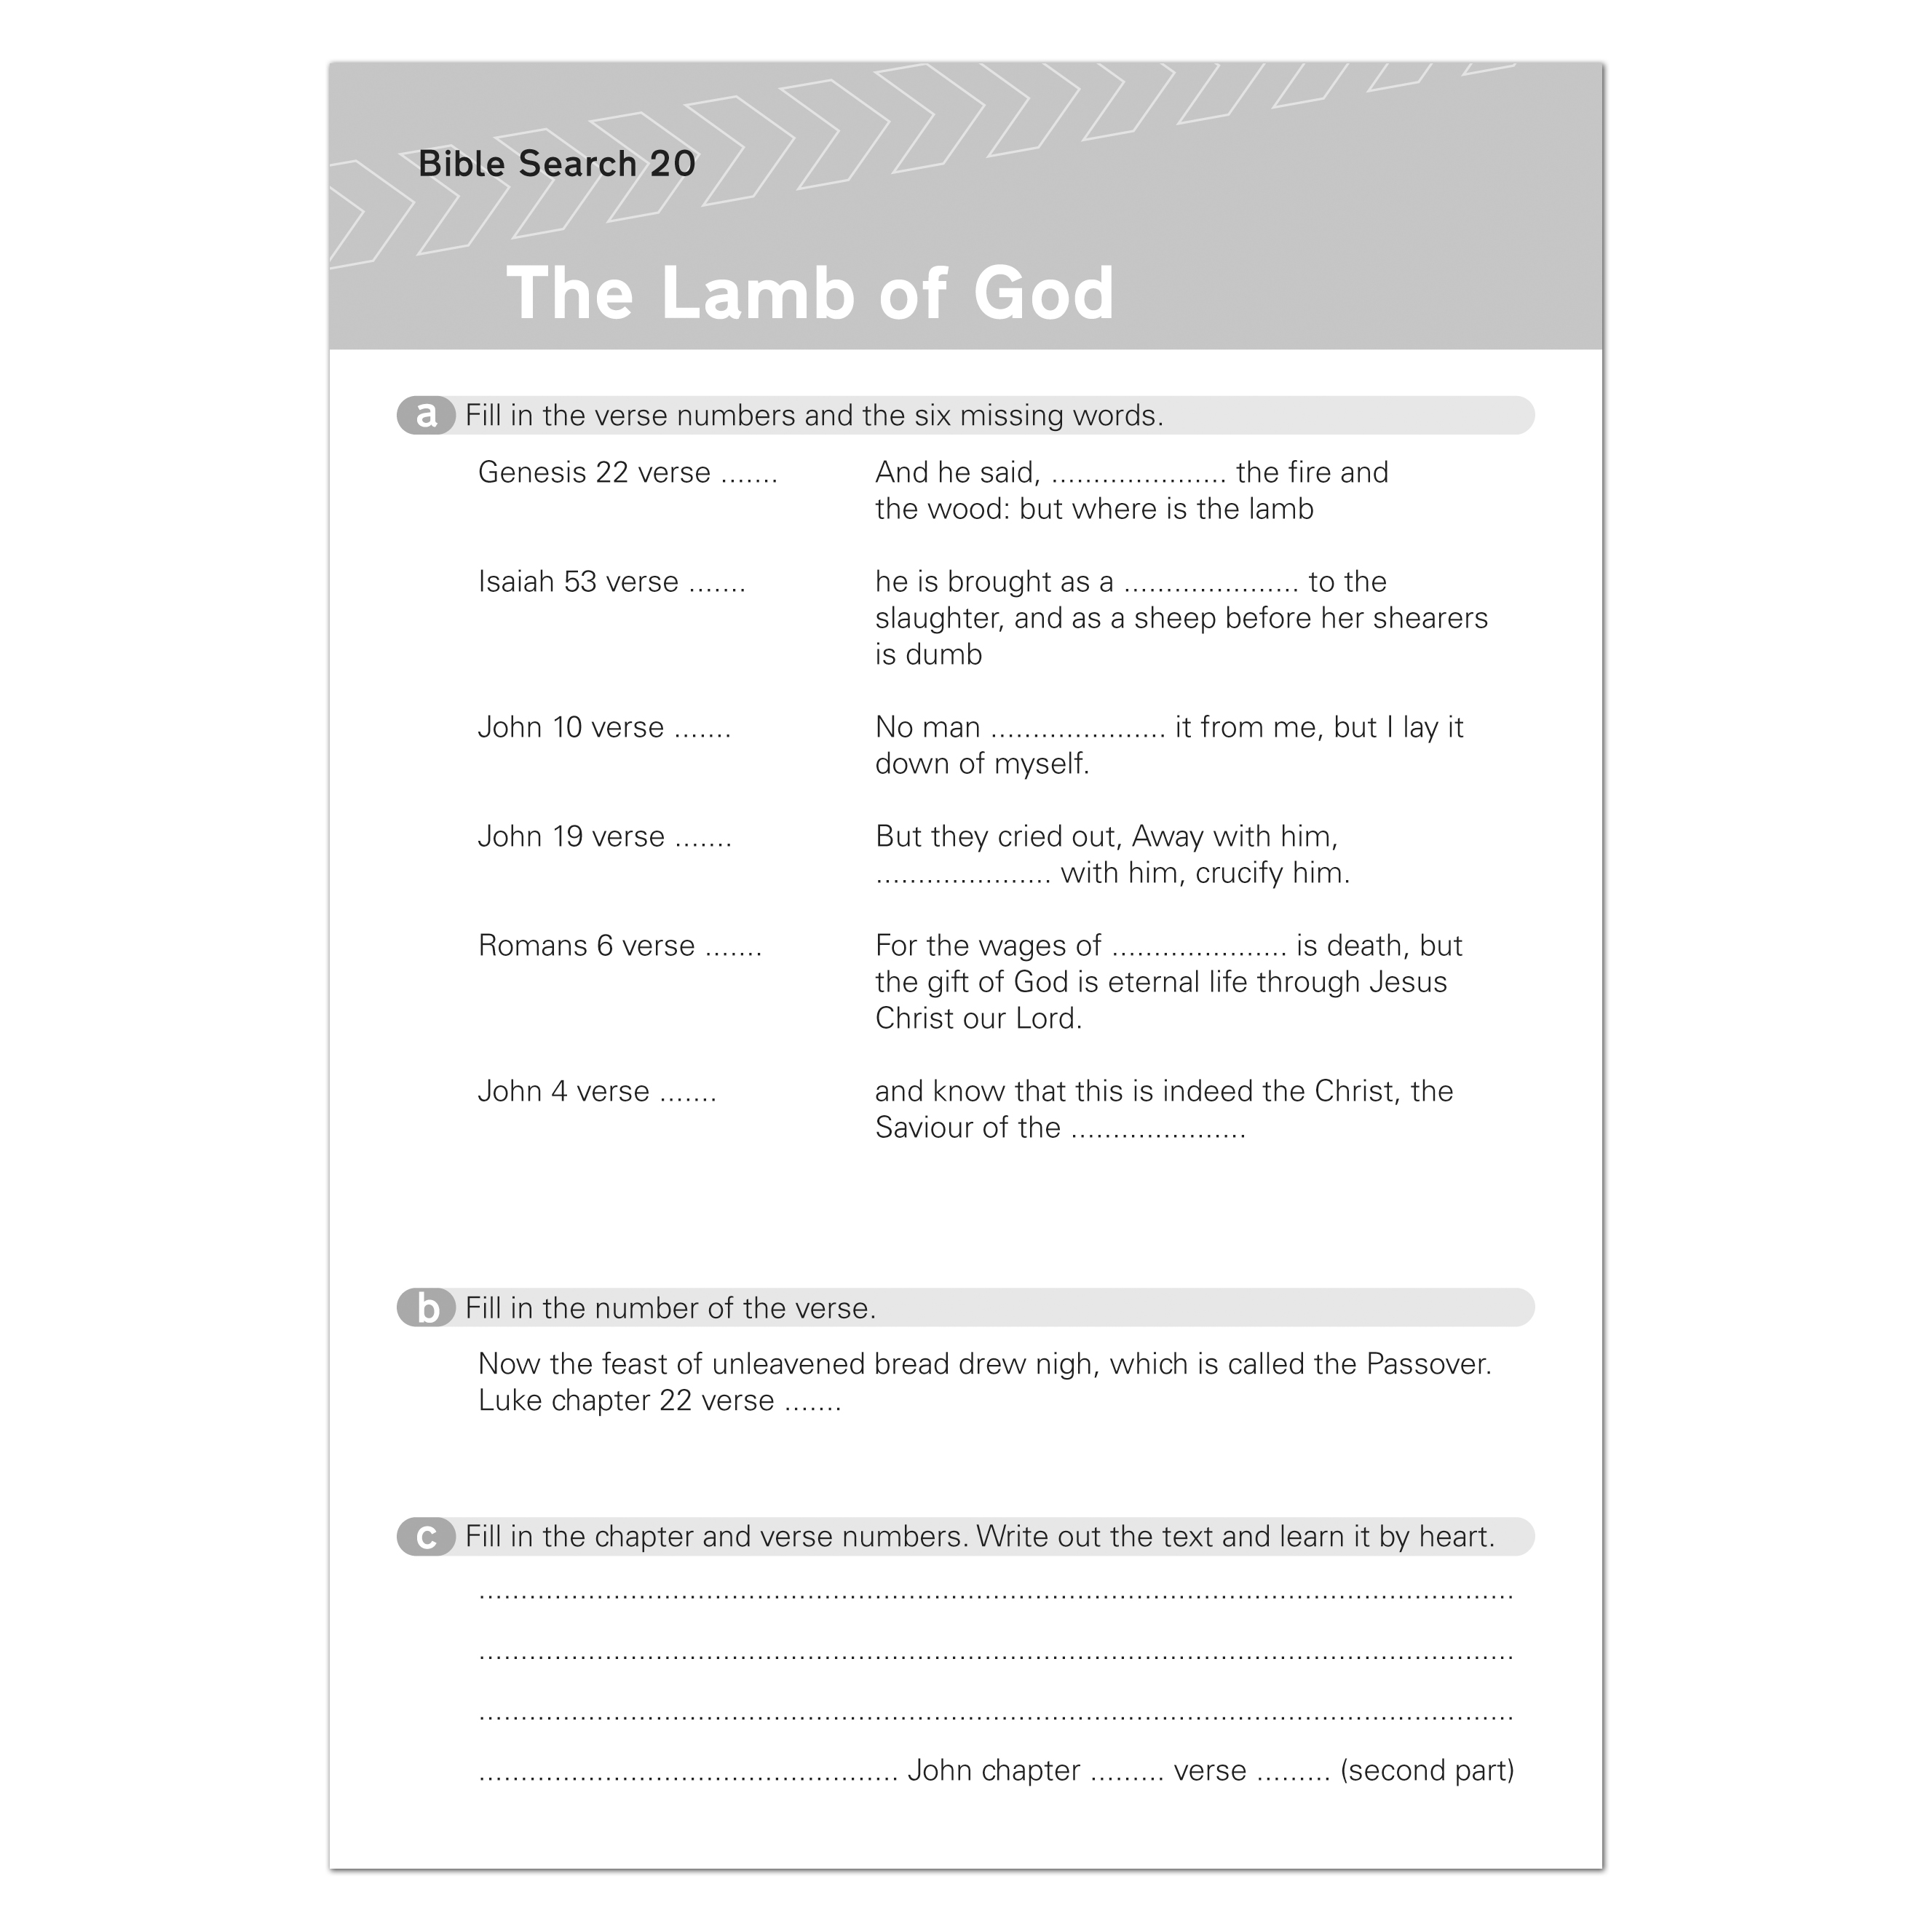 Bible Search 20
The Lamb of God
a Fill in the verse numbers and the six missing words.
Genesis 22 verse ....... And he said, ..................... the fire and
the wood: but where is the lamb
Isaiah 53 verse ....... he is brought as a ..................... to the
slaughter, and as a sheep before her shearers
is dumb
John 10 verse ....... No man ..................... it from me, but I lay it
down of myself.
John 19 verse ....... But they cried out, Away with him,
..................... with him, crucify him.
Romans 6 verse ....... For the wages of ..................... is death, but
the gift of God is eternal life through Jesus
Christ our Lord.
John 4 verse ....... and know that this is indeed the Christ, the
Saviour of the .....................
b Fill in the number of the verse.
Now the feast of unleavened bread drew nigh, which is called the Passover.
Luke chapter 22 verse .......
c Fill in the chapter and verse numbers. Write out the text and learn it by heart.
............................................................................................................................
............................................................................................................................
............................................................................................................................
.................................................. John chapter ......... verse ......... (second part)